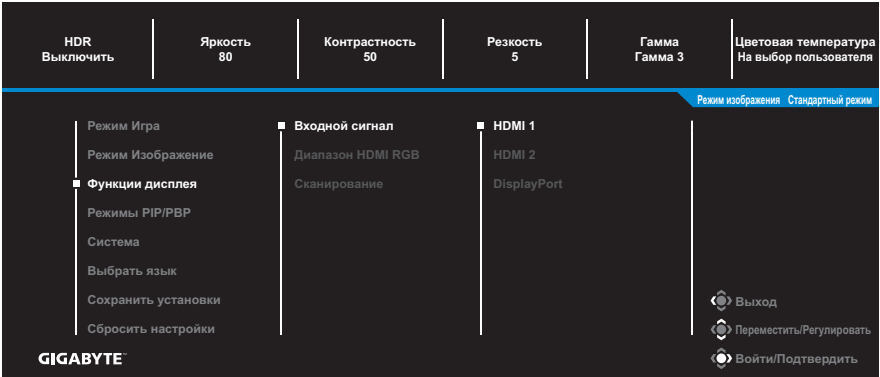 HDR
Выключить
Яркость
80
Контрастность
50
Резкость
5
Гамма
Гамма 3
Цветовая температура
На выбор пользователя
Режим изображения Стандартный режим
Режим Игра
Режим Изображение
Функции дисплея
Режимы PIP/PBP
Система
Выбрать язык
Сохранить установки
Сбросить настройки
Входной сигнал
Диапазон HDMI RGB
Сканирование
HDMI 1
HDMI 2
DisplayPort
Выход
Переместить/Регулировать
Войти/Подтвердить
GIGABYTE™